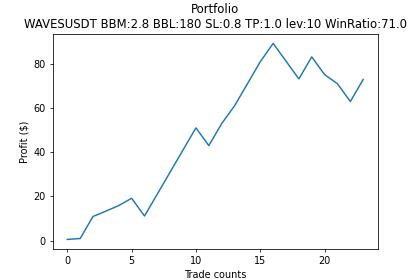 Portfolio
WAVESUSDT BBM:2.8 BBL:180 SL:0.8 TP:1.0 lev:10 WinRatio:71.0
Profit ($)
80
60
40
20
0
0 5 10 15 20
Trade counts